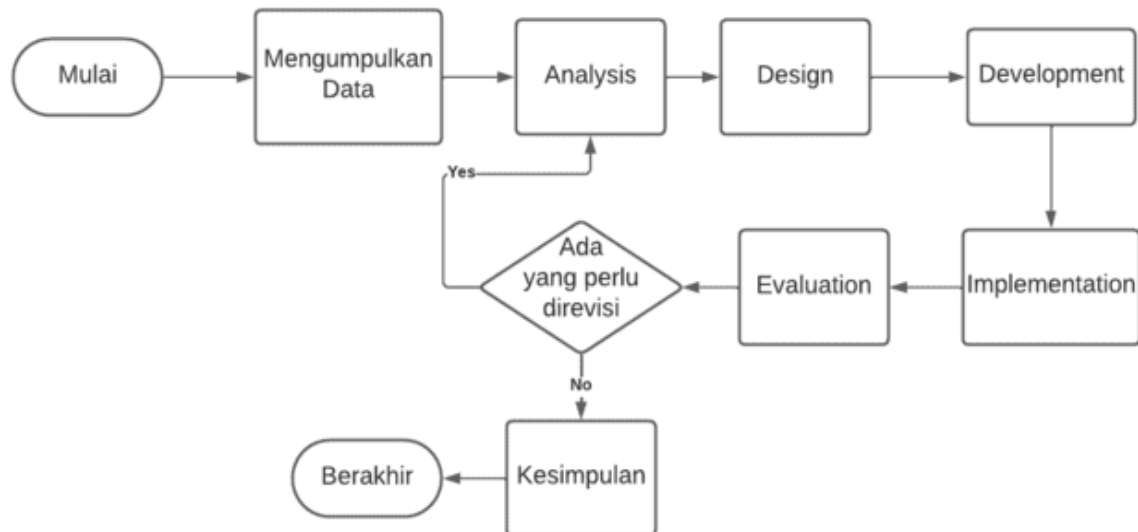 Mulai
Mengumpulkan
Data
Analysis
Design
Development
Yes
Ada
yang perlu
direvisi
Evaluation
Implementation
No
Berakhir
Kesimpulan